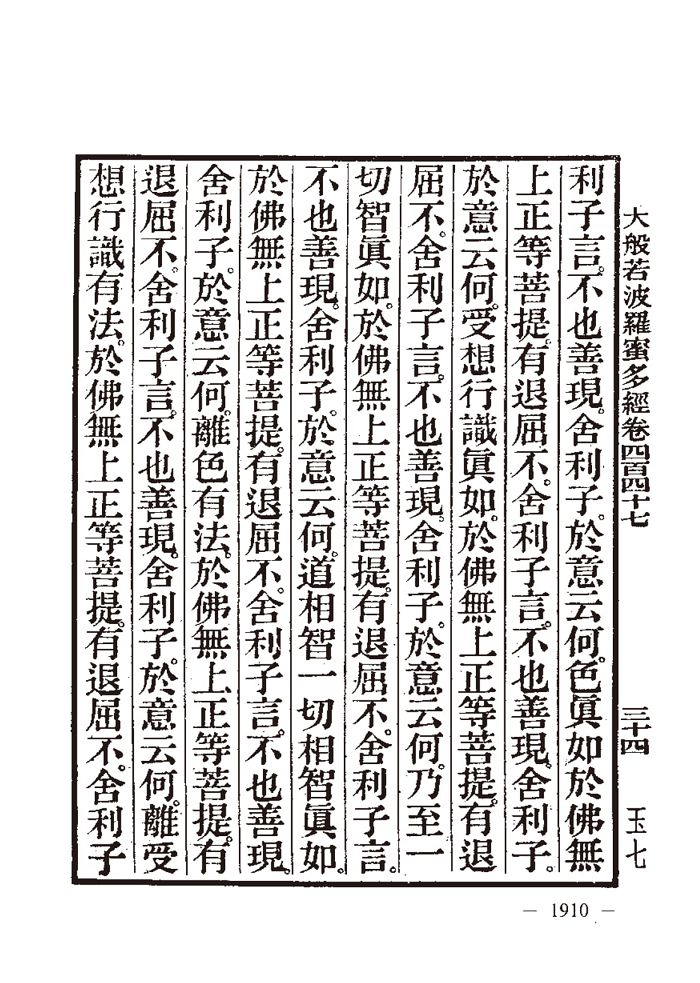 大般若波羅蜜多經卷四百四十七 三十四 玉七
利子言。不也善現。舍利子。於意云何。色眞如於佛無
上正等菩提。有退屈不。舍利子言。不也善現。舍利子。
於意云何。受想行識眞如。於佛無上正等菩提。有退
屈不。舍利子言。不也善現。舍利子。於意云何。乃至一
切智眞如。於佛無上正等菩提。有退屈不。舍利子言。
不也善現。舍利子。於意云何。道相智一切相智眞如。
於佛無上正等菩提。有退屈不。舍利子言。不也善現。
舍利子。於意云何。離色有法。於佛無上正等菩提。有
退屈不。舍利子言。不也善現。舍利子。於意云何。離受
想行識有法。於佛無上正等菩提。有退屈不。舍利子
— 1910 —